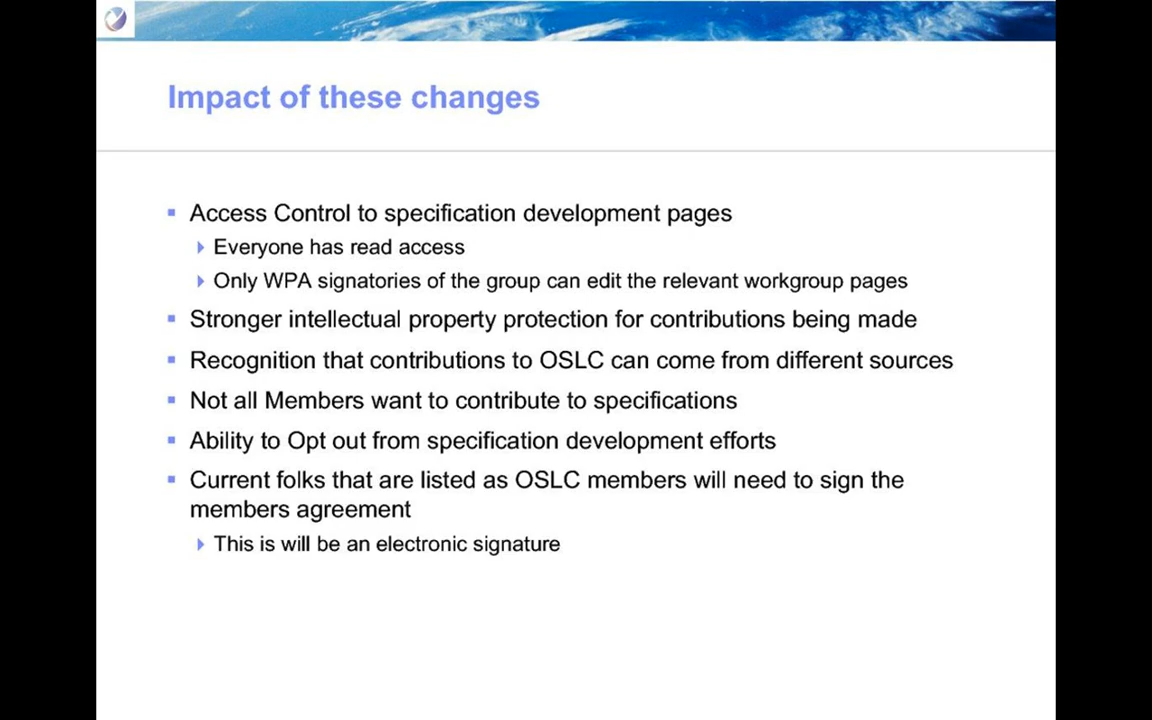 Impact of these changes
Access Control to specification development pages
Everyone has read access
Only WPA signatories of the group can edit the relevant workgroup pages
Stronger intellectual property protection for contributions being made
Recognition that contributions to OSLC can come from different sources
Not all Members want to contribute to specifications
Ability to Opt out from specification development efforts
Current folks that are listed as OSLC members will need to sign the
members agreement
This is will be an electronic signature